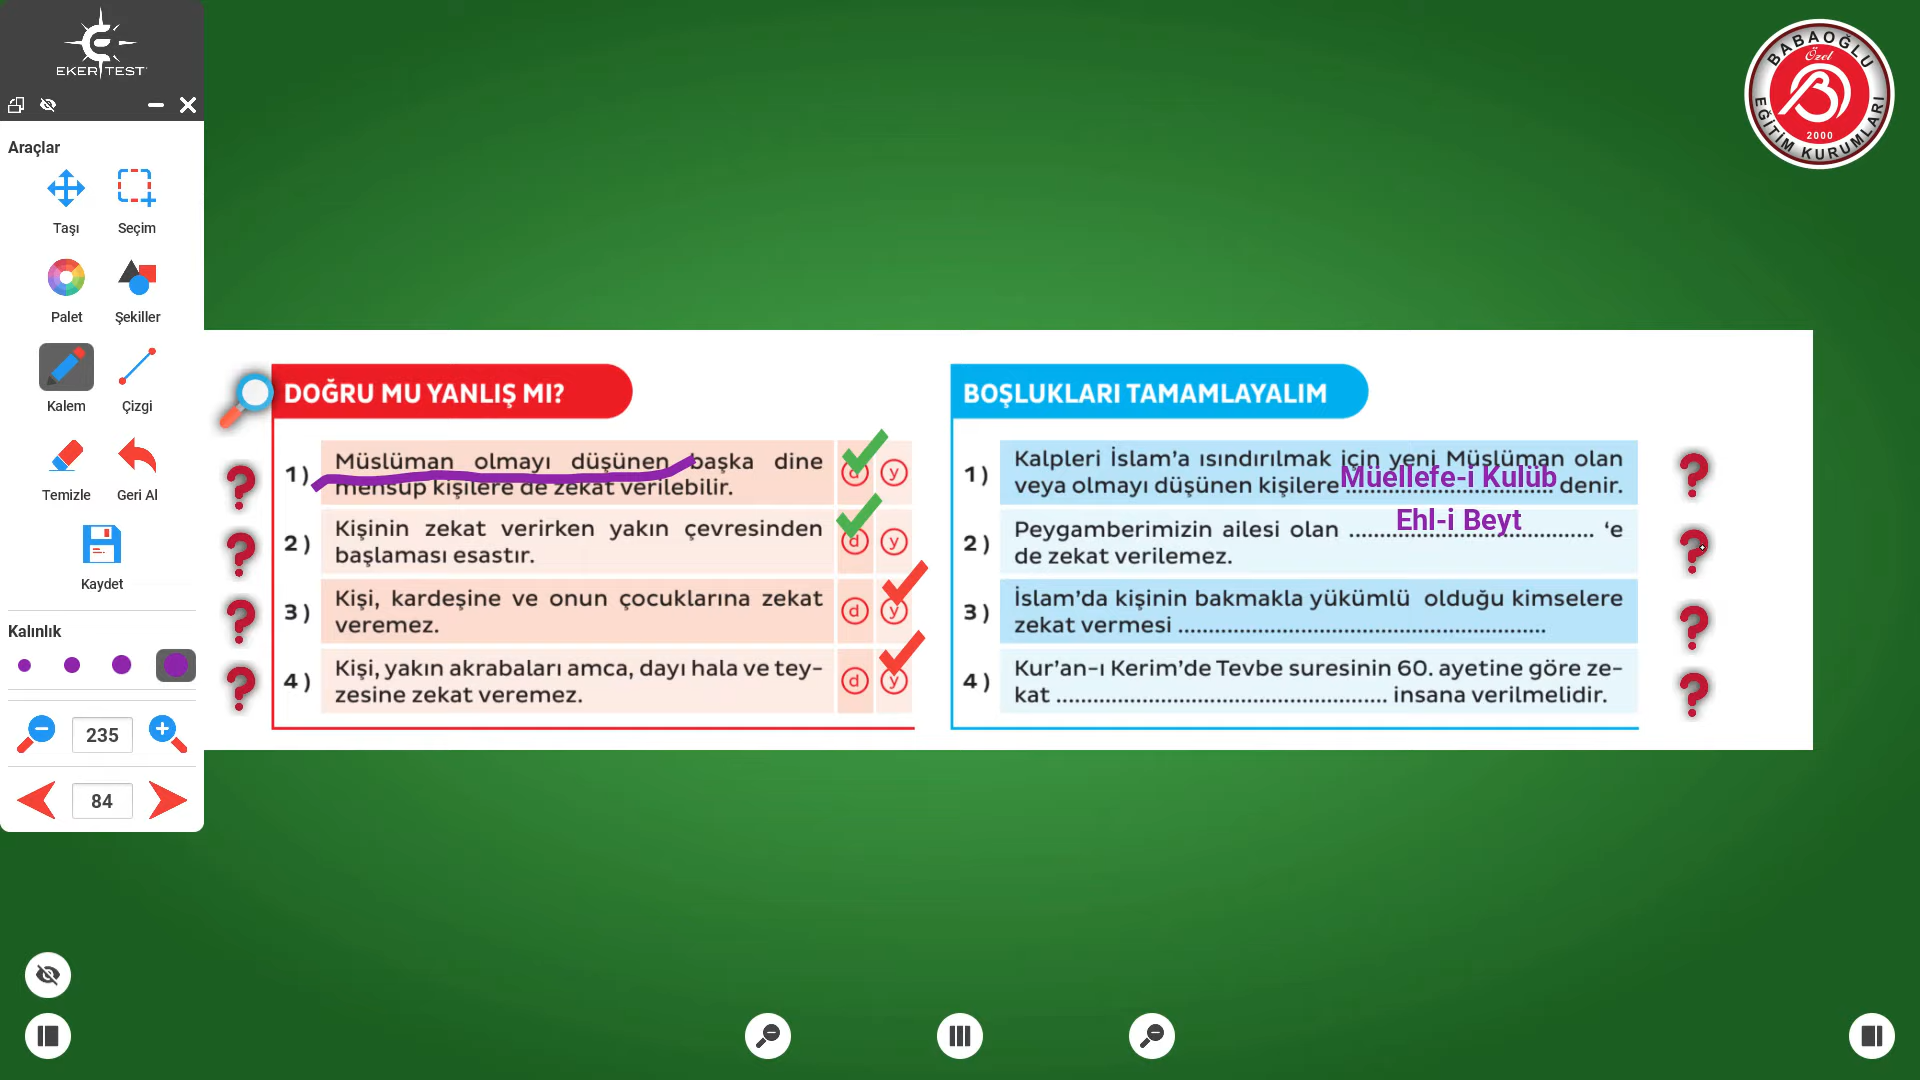 EKER TEST
Araçlar
Taşı
Seçim
Palet
Şekiller
Kalem
Çizgi
Temizle
Geri Al
Kaydet
Kalınlık
235
84
BABAOĞLU
Özel
B
2000
EĞİTİM KURUMLARI
DOĞRU MU YANLIŞ MI?
1) Müslüman olmayı düşünen başka dine
mensup kişilere de zekat verilebilir.
d y
2) Kişinin zekat verirken yakın çevresinden
başlaması esastır.
d y
3) Kişi, kardeşine ve onun çocuklarına zekat
veremez.
d y
4) Kişi, yakın akrabaları amca, dayı hala ve tey-
zesine zekat veremez.
d y
BOŞLUKLARI TAMAMLAYALIM
1) Kalpleri İslam’a ısındırılmak için yeni Müslüman olan
veya olmayı düşünen kişilere Müellefe-i Kulüb denir.
2) Peygamberimizin ailesi olan Ehl-i Beyt ‘e
de zekat verilemez.
3) İslam’da kişinin bakmakla yükümlü olduğu kimselere
zekat vermesi ............................................................
4) Kur’an-ı Kerim’de Tevbe suresinin 60. ayetine göre ze-
kat ...................................................... insana verilmelidir.